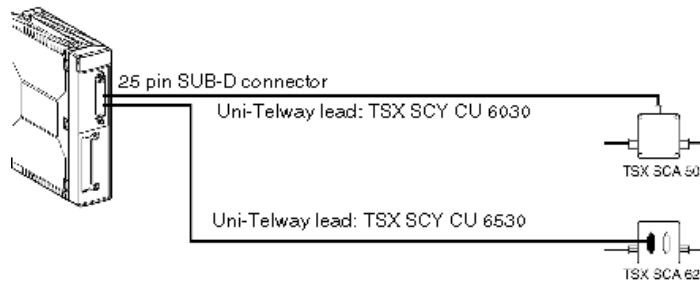 25 pin SUB-D connector
Uni-Telway lead: TSX SCY CU 6030
TSX SCA 50
Uni-Telway lead: TSX SCY CU 6530
TSX SCA 62